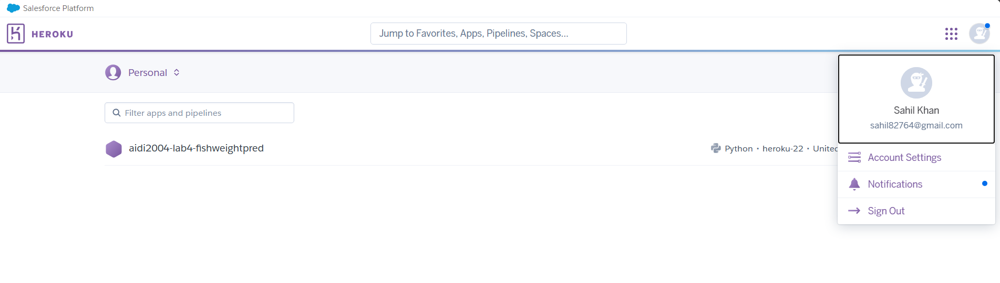 Salesforce Platform
HEROKU
Jump to Favorites, Apps, Pipelines, Spaces...
Personal
Filter apps and pipelines
aidi2004-lab4-fishweightpred
Python • heroku-22 • United
Sahil Khan
sahil82764@gmail.com
Account Settings
Notifications
Sign Out